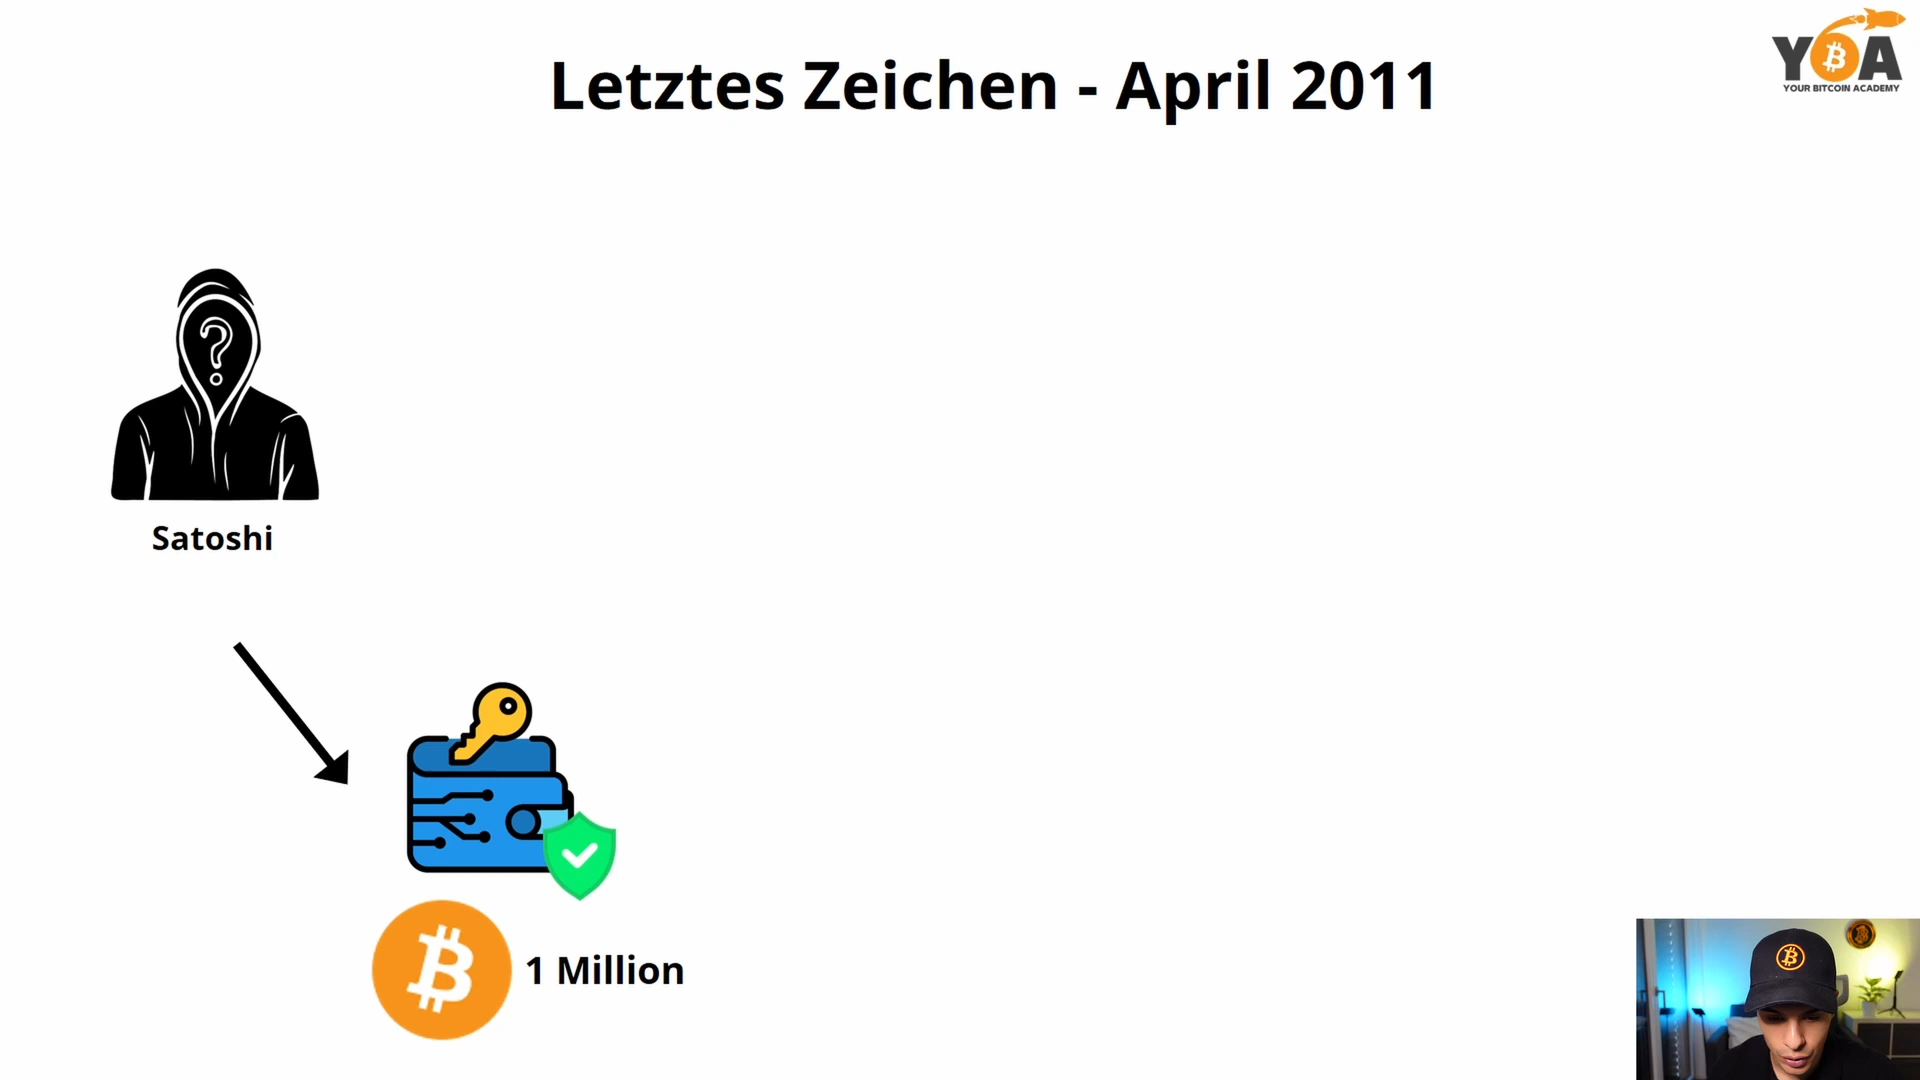 Letztes Zeichen - April 2011
YBA
YOUR BITCOIN ACADEMY
?
Satoshi
1 Million